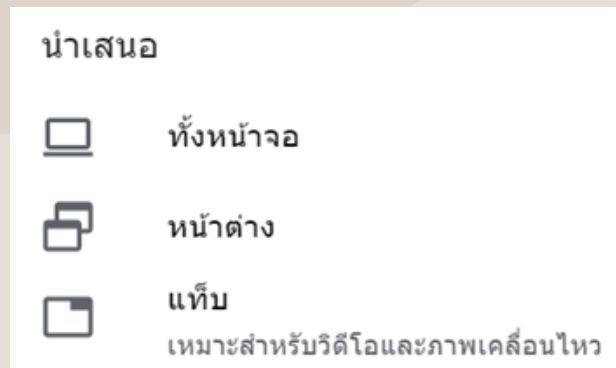 นำเสนอ
ทั้งหน้าจอ
หน้าต่าง
แท็บ
เหมาะสำหรับวิดีโอและภาพเคลื่อนไหว